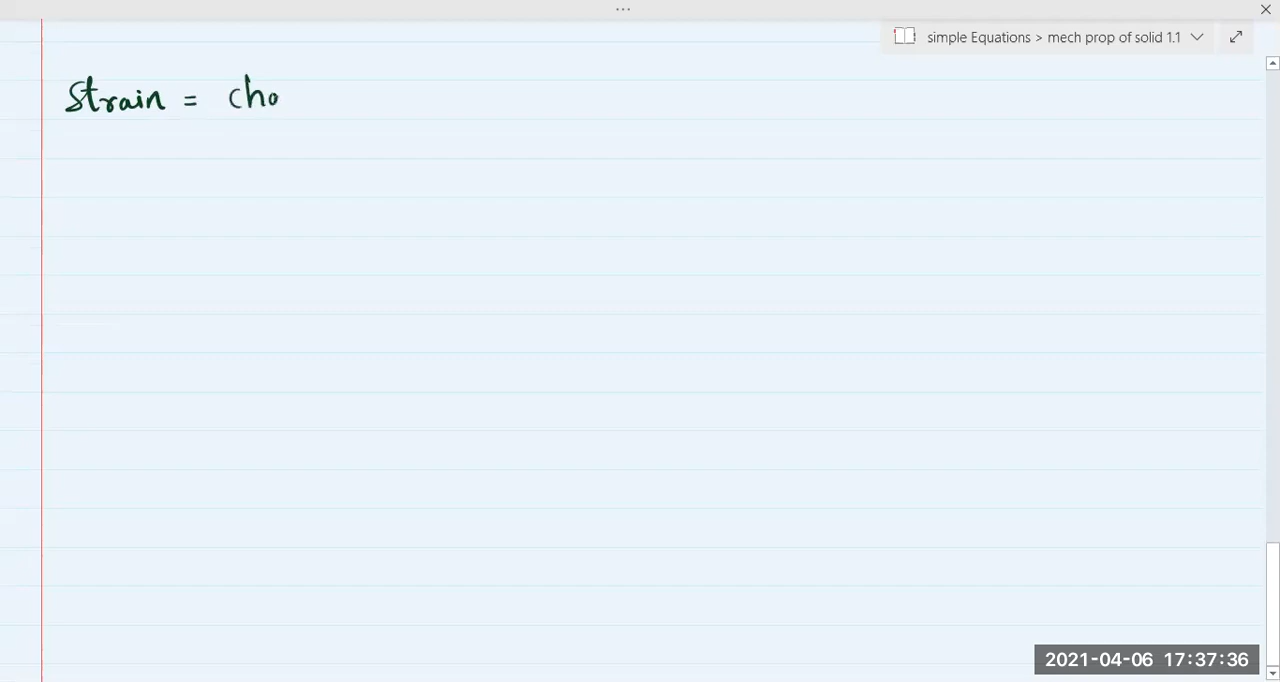 ...
simple Equations > mech prop of solid 1.1
Strain = cho
2021-04-06 17:37:36